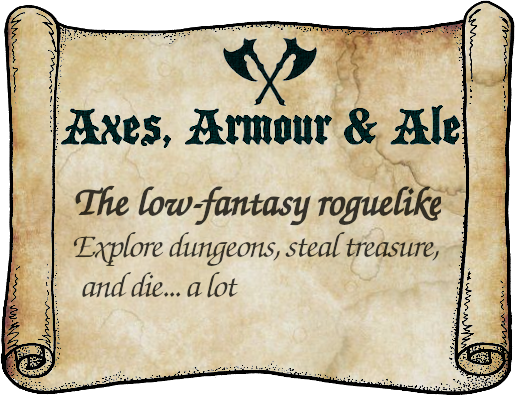 Axes, Armour & Ale
The low-fantasy roguelike
Explore dungeons, steal treasure,
and die... a lot